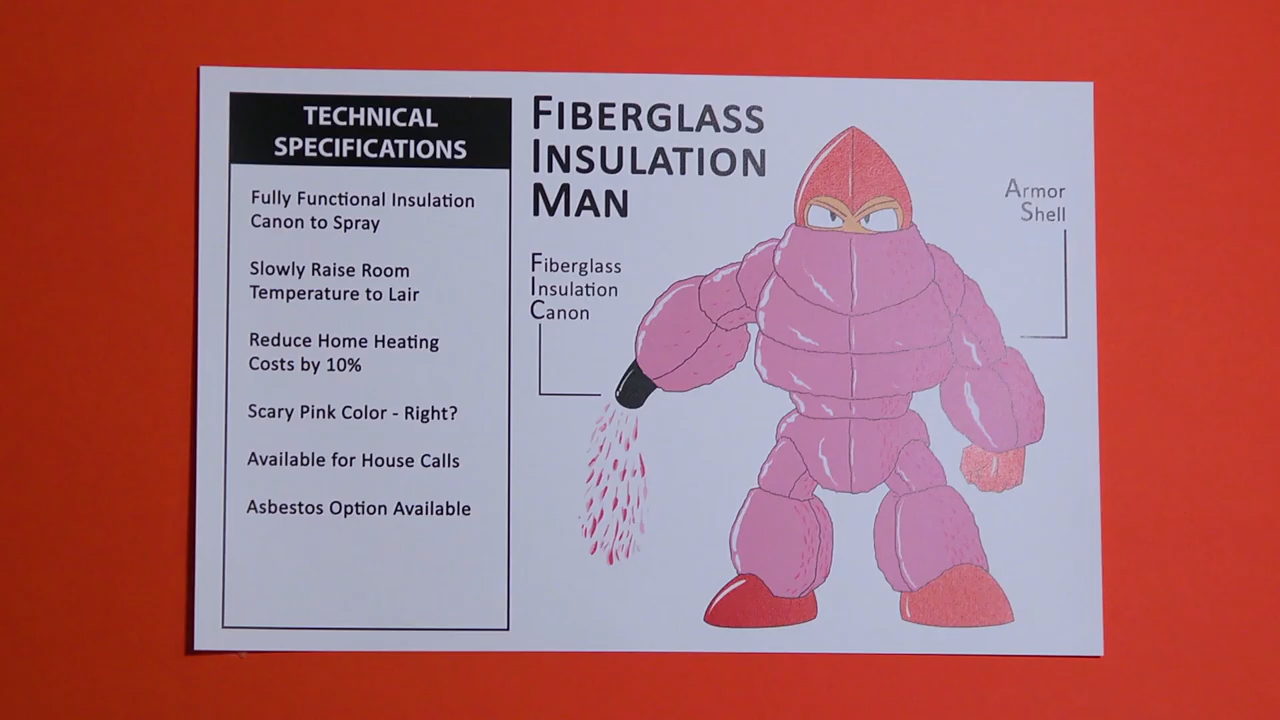 TECHNICAL
SPECIFICATIONS
Fully Functional Insulation
Canon to Spray
Slowly Raise Room
Temperature to Lair
Reduce Home Heating
Costs by 10%
Scary Pink Color - Right?
Available for House Calls
Asbestos Option Available
FIBERGLASS
INSULATION
MAN
Fiberglass
Insulation
Canon
Armor
Shell